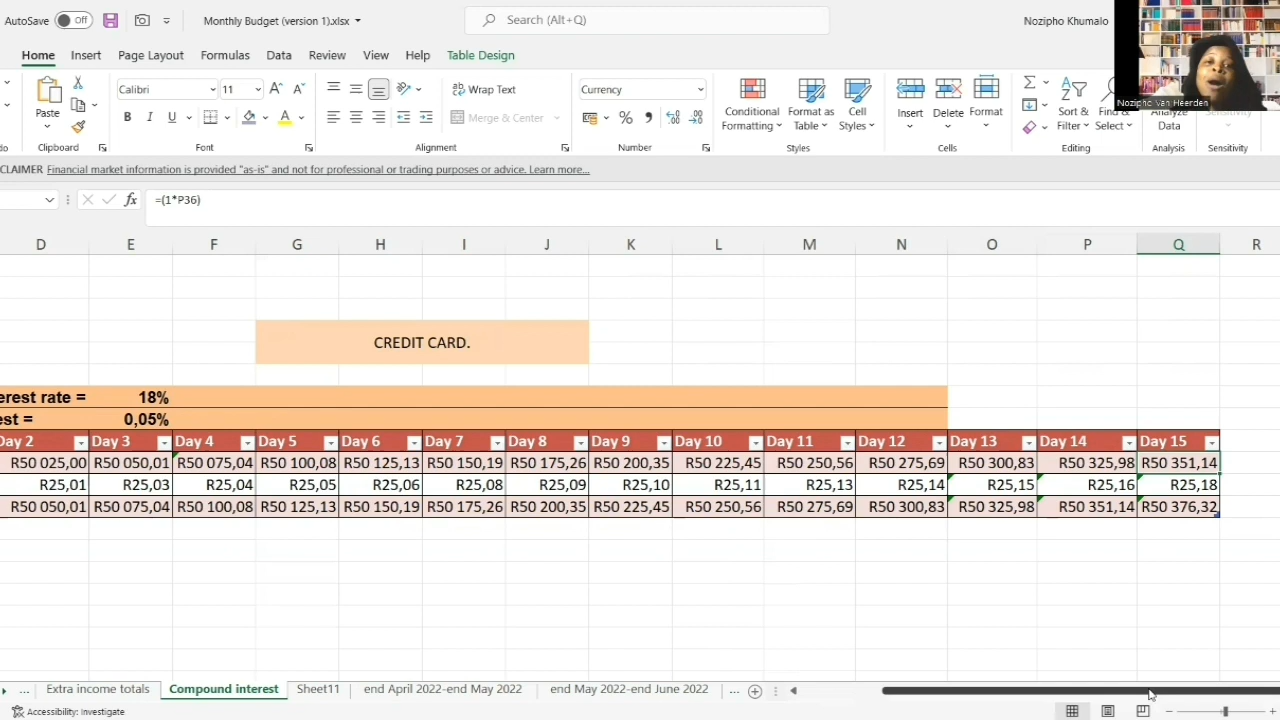 AutoSave Off Monthly Budget (version 1).xlsx Search (Alt+Q) Nozipho Khumalo
Home Insert Page Layout Formulas Data Review View Help Table Design
Paste Calibri 11 Wrap Text Currency Conditional Format as Cell Insert Delete Format Sort & Find &
B I U Merge & Center Formatting Table Styles Filter Select Analyze Sensitivity
Data
Nozipho Van Heerden
Clipboard Font Alignment Number Styles Cells Editing Analysis Sensitivity
CLAIMER Financial market information is provided "as-is" and not for professional or trading purposes or advice. Learn more...
fx =(1*P36)
D E F G H I J K L M N O P Q R
CREDIT CARD.
erest rate = 18%
est = 0,05%
Day 2 Day 3 Day 4 Day 5 Day 6 Day 7 Day 8 Day 9 Day 10 Day 11 Day 12 Day 13 Day 14 Day 15
R50 025,00 R50 050,01 R50 075,04 R50 100,08 R50 125,13 R50 150,19 R50 175,26 R50 200,35 R50 225,45 R50 250,56 R50 275,69 R50 300,83 R50 325,98 R50 351,14
R25,01 R25,03 R25,04 R25,05 R25,06 R25,08 R25,09 R25,10 R25,11 R25,13 R25,14 R25,15 R25,16 R25,18
R50 050,01 R50 075,04 R50 100,08 R50 125,13 R50 150,19 R50 175,26 R50 200,35 R50 225,45 R50 250,56 R50 275,69 R50 300,83 R50 325,98 R50 351,14 R50 376,32
... Extra income totals Compound interest Sheet11 end April 2022-end May 2022 end May 2022-end June 2022 ...
Accessibility: Investigate